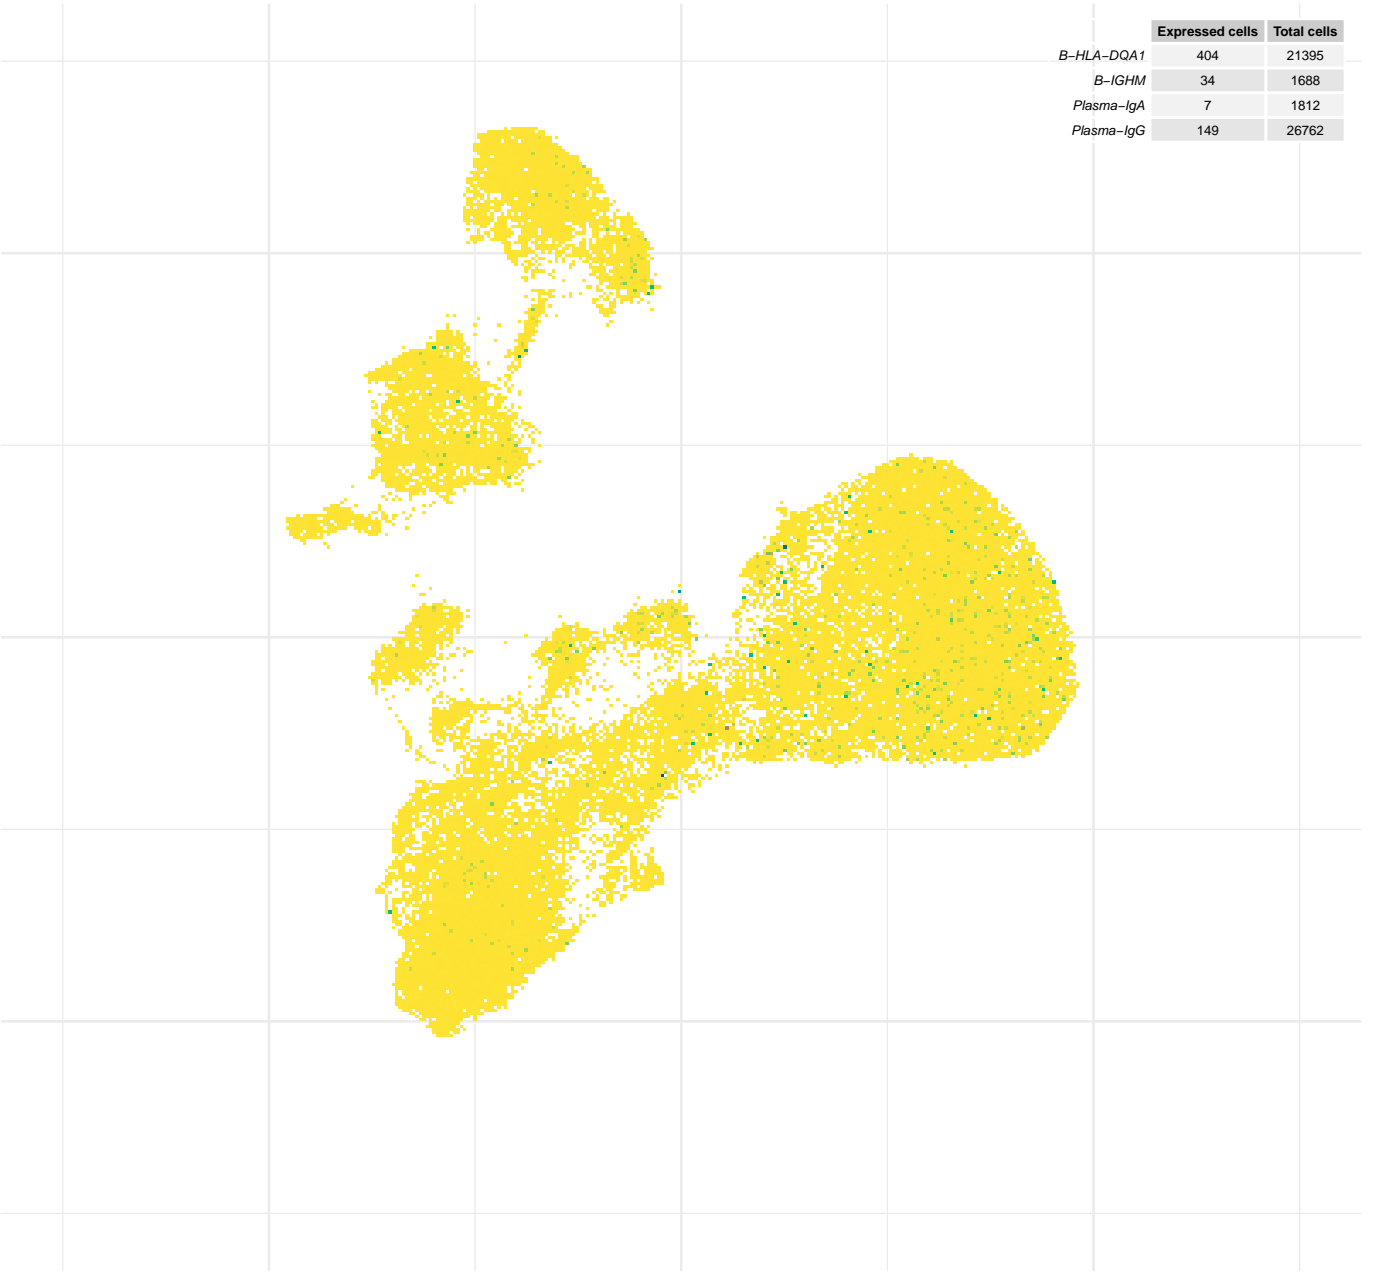 Expressed cells Total cells
B−HLA−DQA1 404 21395
B−IGHM 34 1688
Plasma−IgA 7 1812
Plasma−IgG 149 26762